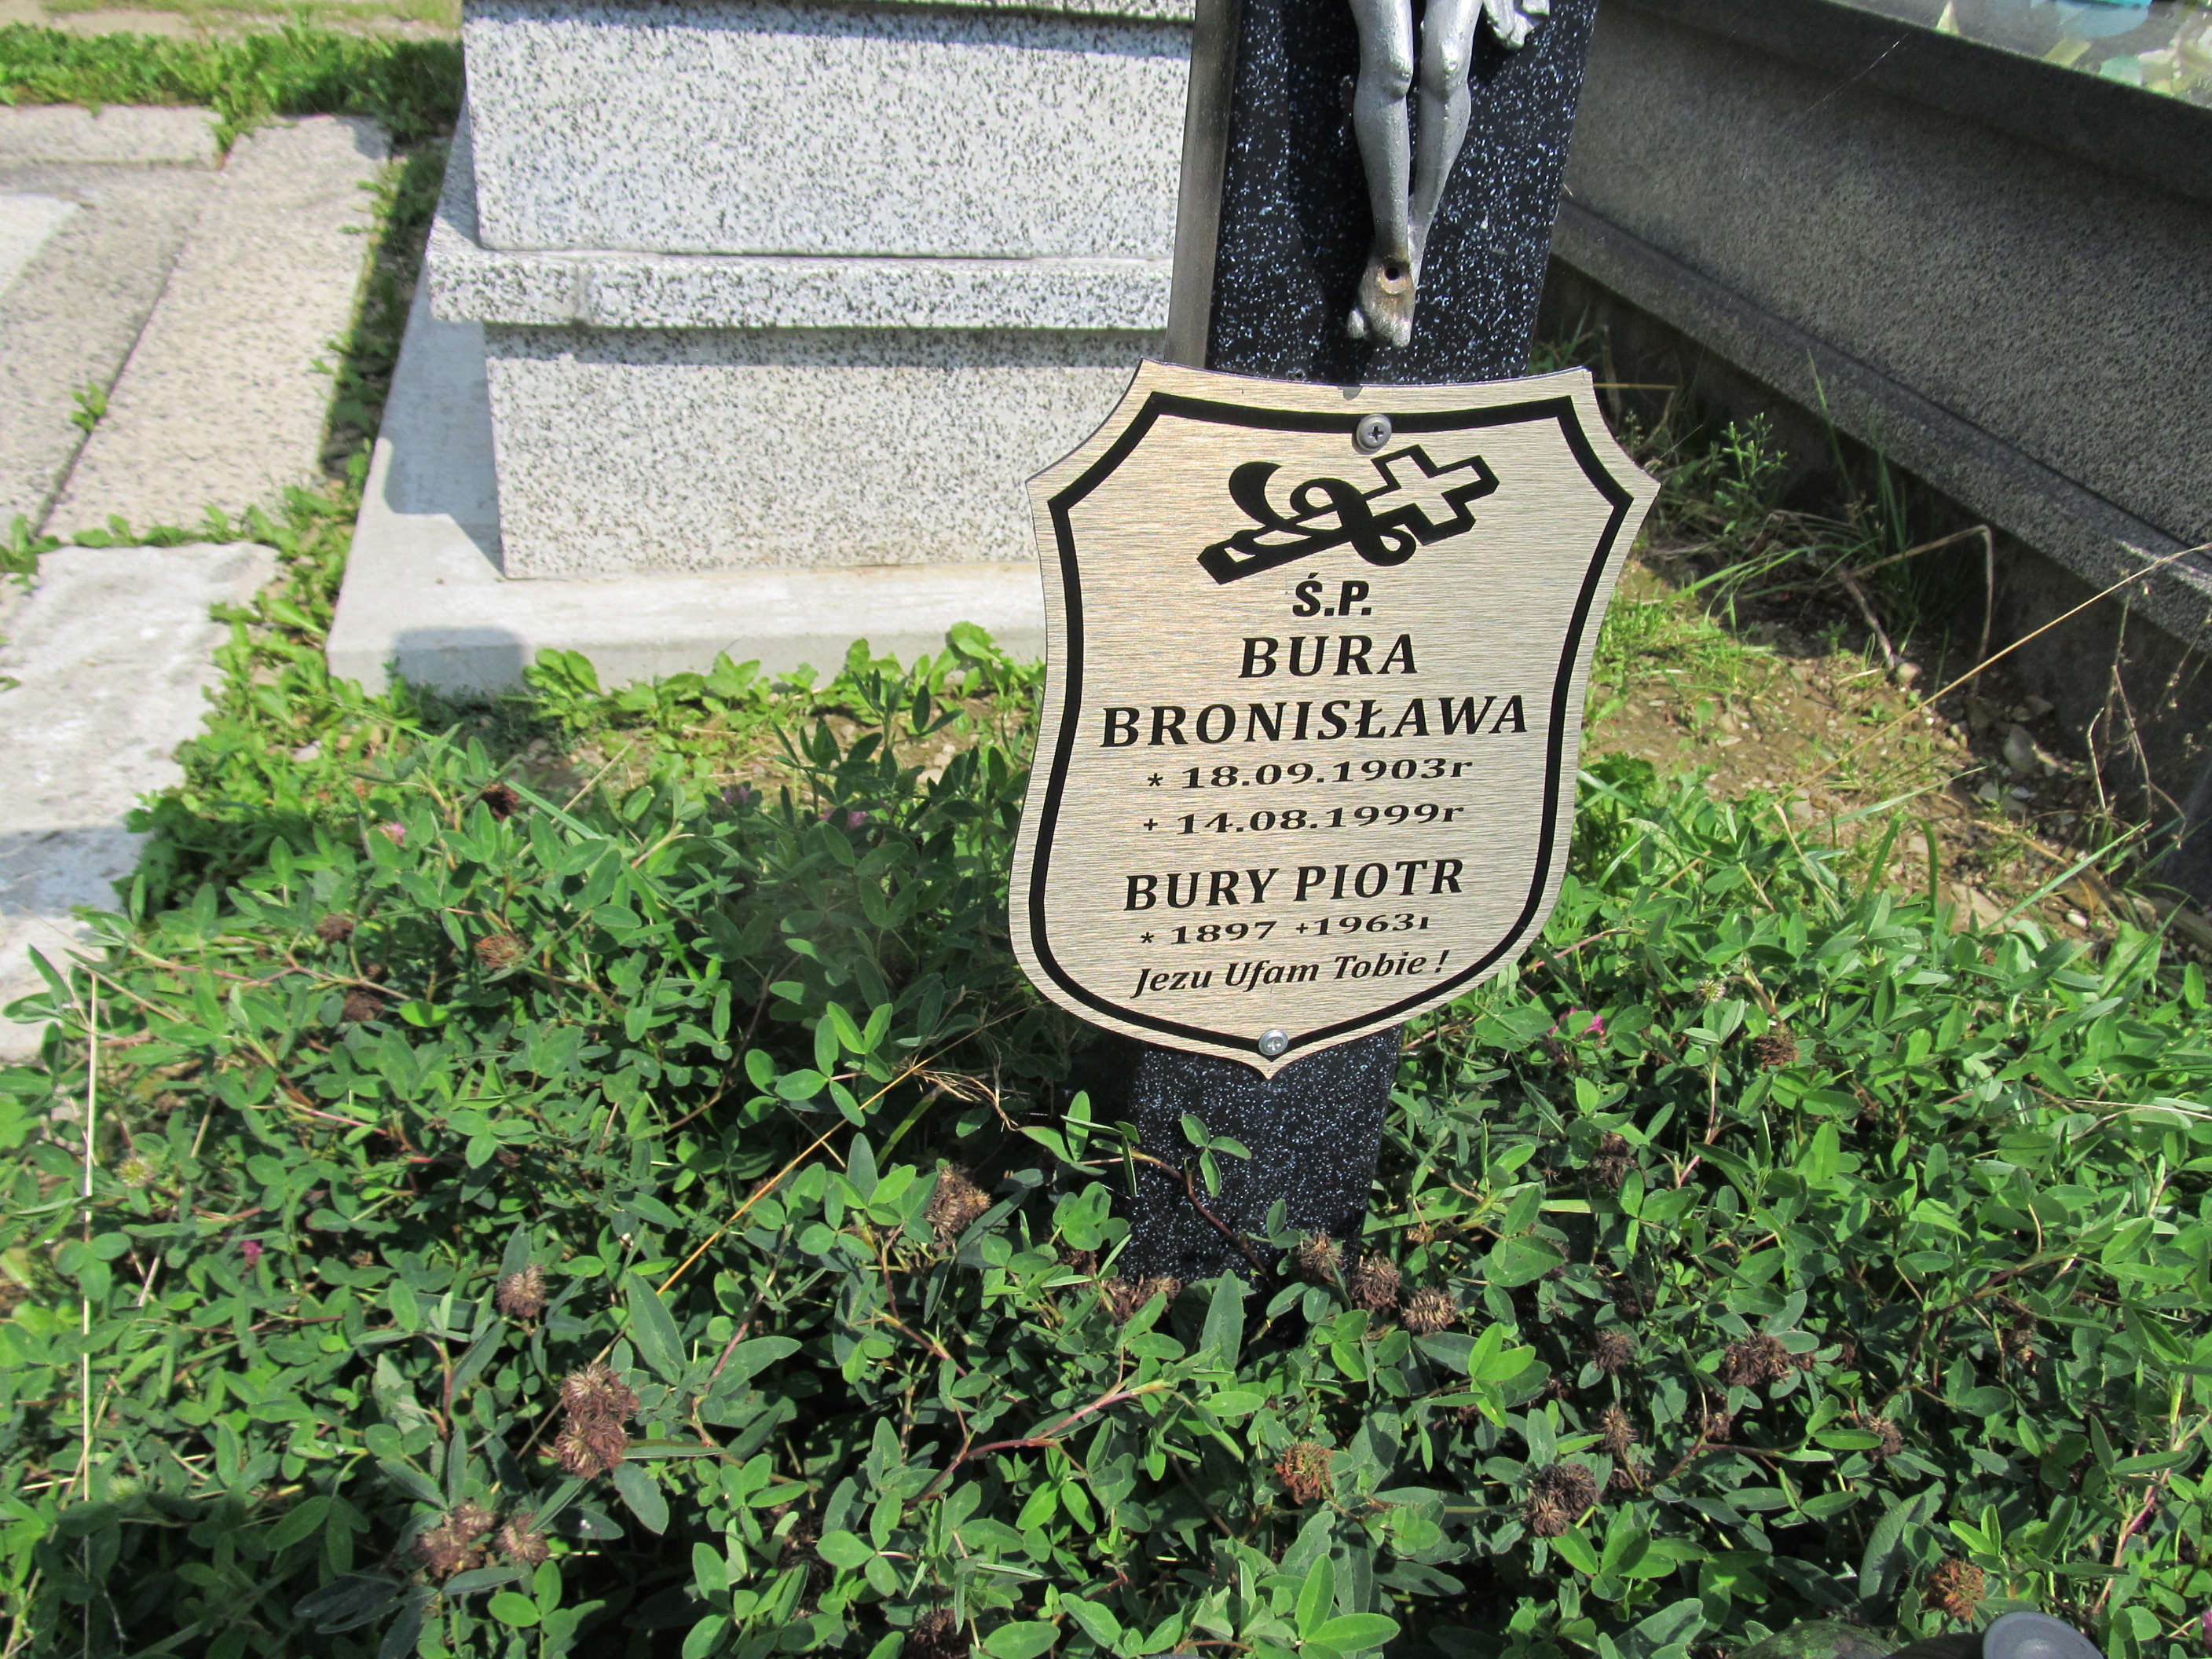 Ś.P.
BURA
BRONISŁAWA
* 18.09.1903r
+ 14.08.1999r
BURY PIOTR
* 1897 +1963r
Jezu Ufam Tobie !